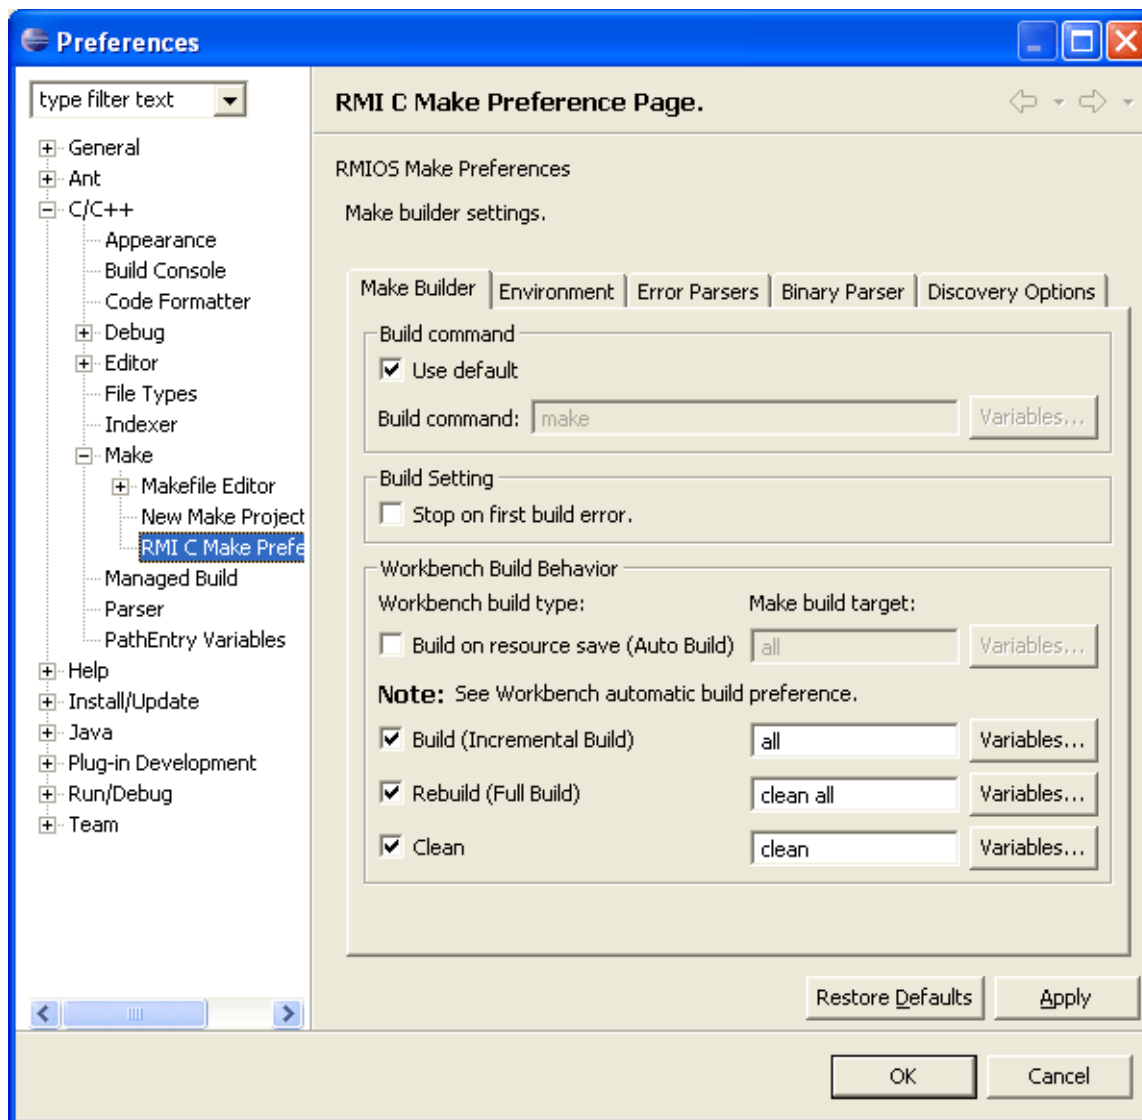 Preferences
type filter text
General
Ant
C/C++
Appearance
Build Console
Code Formatter
Debug
Editor
File Types
Indexer
Make
Makefile Editor
New Make Project
RMI C Make Prefe
Managed Build
Parser
PathEntry Variables
Help
Install/Update
Java
Plug-in Development
Run/Debug
Team
RMI C Make Preference Page.
RMIOS Make Preferences
Make builder settings.
Make Builder Environment Error Parsers Binary Parser Discovery Options
Build command
Use default
Build command: make Variables...
Build Setting
Stop on first build error.
Workbench Build Behavior
Workbench build type: Make build target:
Build on resource save (Auto Build) all Variables...
Note: See Workbench automatic build preference.
Build (Incremental Build) all Variables...
Rebuild (Full Build) clean all Variables...
Clean clean Variables...
Restore Defaults Apply
OK Cancel